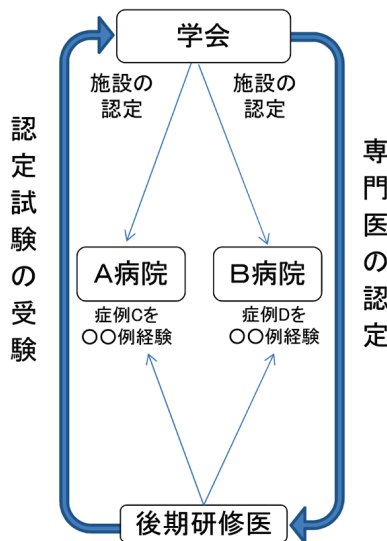 学会
施設の
認定
施設の
認定
認定試験の受験
専門医の認定
A病院
B病院
症例Cを
〇〇例経験
症例Dを
〇〇例経験
後期研修医